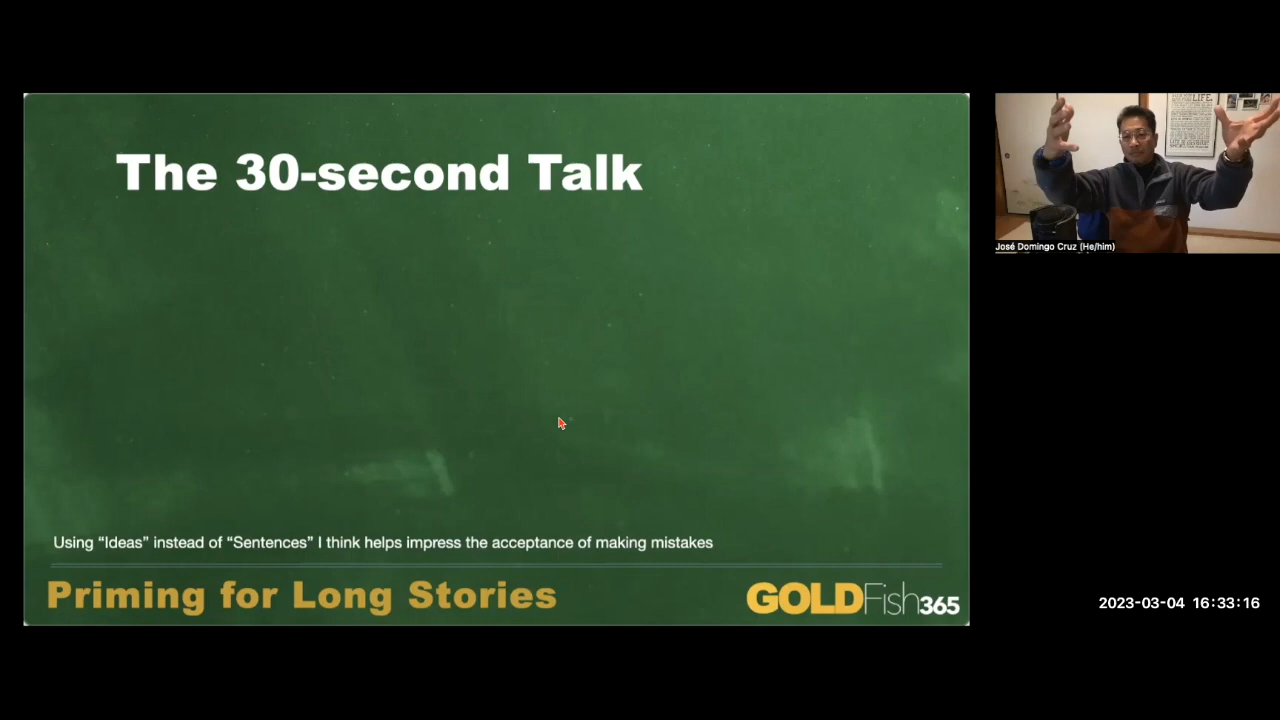 The 30-second Talk
Using “Ideas” instead of “Sentences” I think helps impress the acceptance of making mistakes
Priming for Long Stories
GOLDFish365
LIFE.
José Domingo Cruz (He/him)
2023-03-04 16:33:16